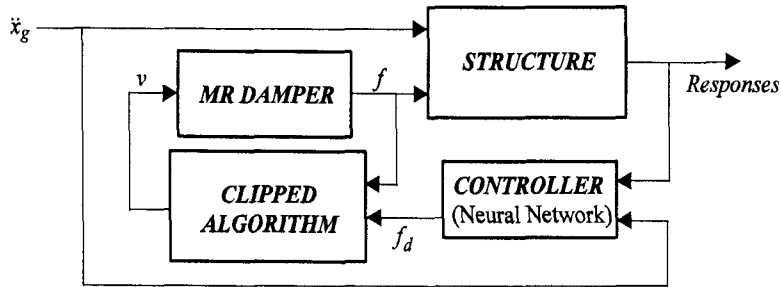 ẍg
STRUCTURE
Responses
v
MR DAMPER
f
CLIPPED
ALGORITHM
fd
CONTROLLER
(Neural Network)